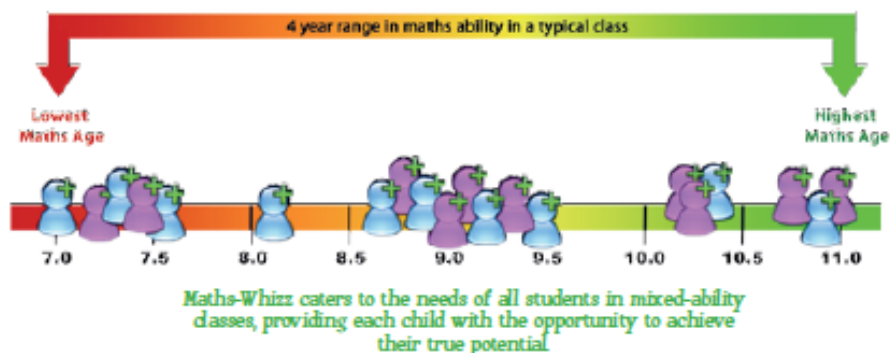 4 year range in maths ability in a typical class
Lowest
Maths Age
Highest
Maths Age
7.0 7.5 8.0 8.5 9.0 9.5 10.0 10.5 11.0
Maths-Whizz caters to the needs of all students in mixed-ability
classes, providing each child with the opportunity to achieve
their true potential